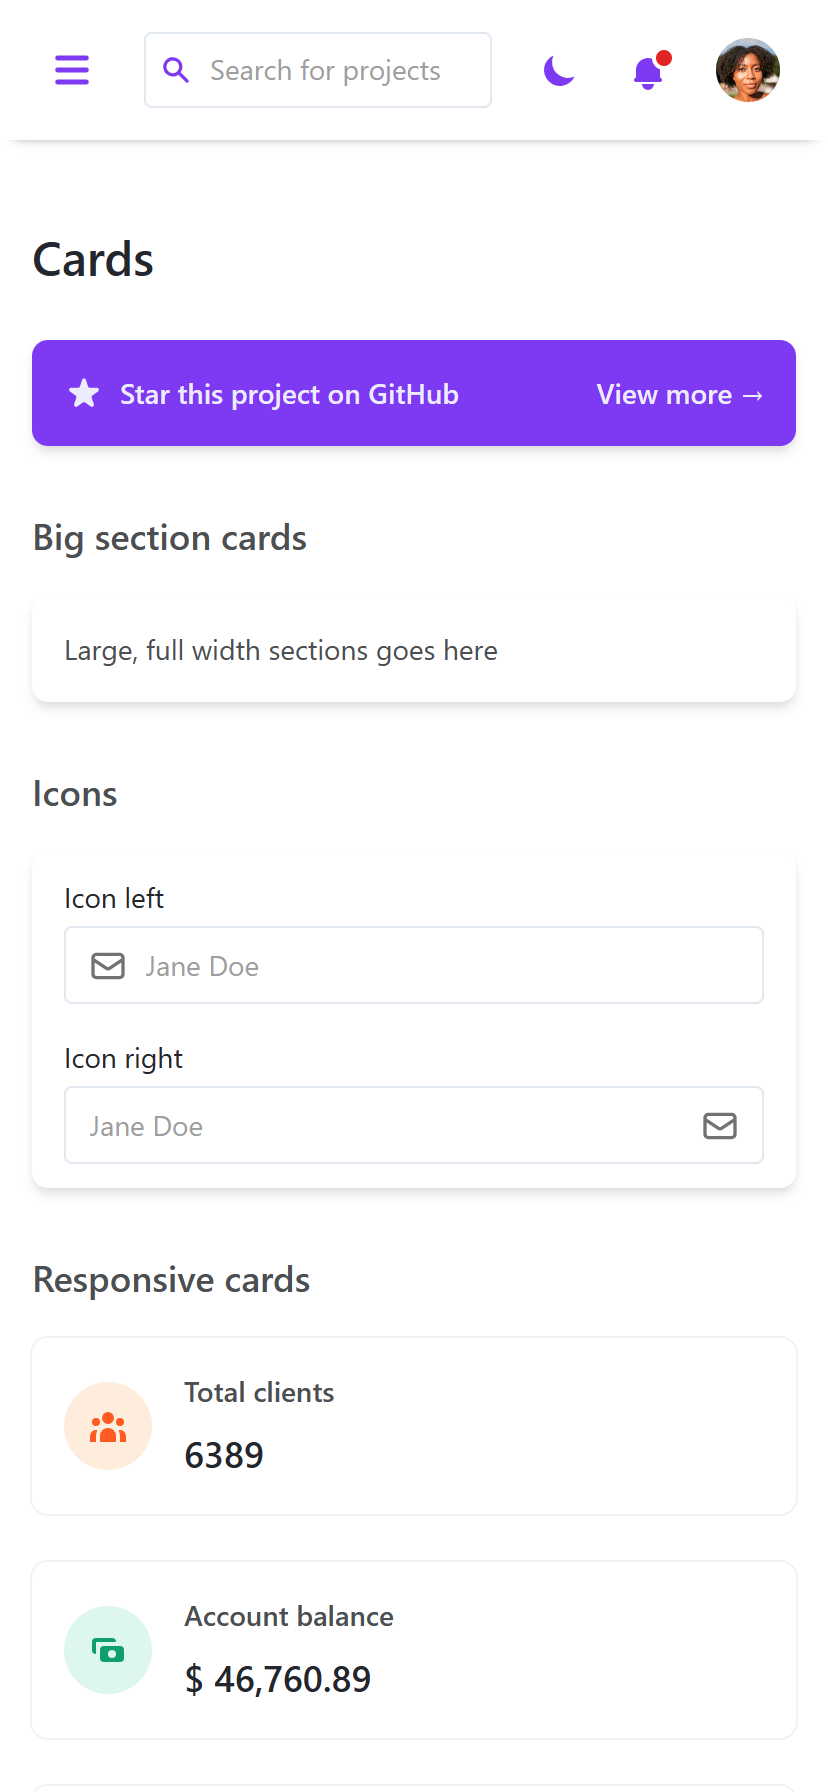 Search for projects
Cards
Star this project on GitHub
View more →
Big section cards
Large, full width sections goes here
Icons
Icon left
Jane Doe
Icon right
Jane Doe
Responsive cards
Total clients
6389
Account balance
$ 46,760.89